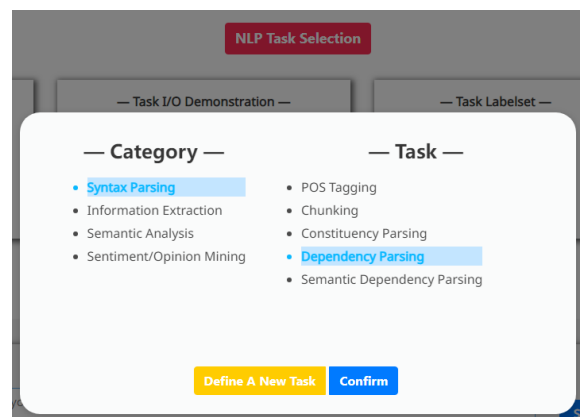 NLP Task Selection
— Task I/O Demonstration —
— Task Labelset —
— Category —
Syntax Parsing
Information Extraction
Semantic Analysis
Sentiment/Opinion Mining
— Task —
POS Tagging
Chunking
Constituency Parsing
Dependency Parsing
Semantic Dependency Parsing
Define A New Task
Confirm